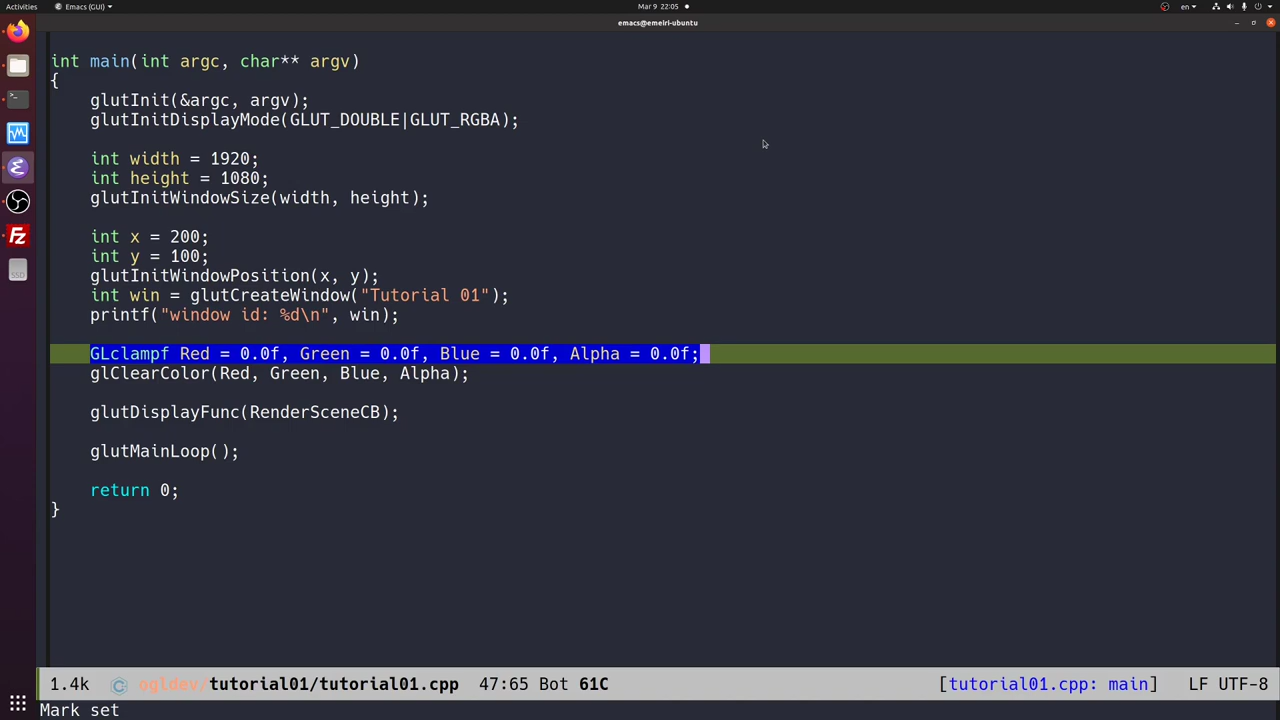 Activities
Emacs (GUI)
Mar 9 22:05
en
emacs@emeiri-ubuntu
int main(int argc, char** argv)
{
glutInit(&argc, argv);
glutInitDisplayMode(GLUT_DOUBLE|GLUT_RGBA);
int width = 1920;
int height = 1080;
glutInitWindowSize(width, height);
int x = 200;
int y = 100;
glutInitWindowPosition(x, y);
int win = glutCreateWindow("Tutorial 01");
printf("window id: %d\n", win);
GLclampf Red = 0.0f, Green = 0.0f, Blue = 0.0f, Alpha = 0.0f;
glClearColor(Red, Green, Blue, Alpha);
glutDisplayFunc(RenderSceneCB);
glutMainLoop();
return 0;
}
Fz
SSD
1.4k ogldev/tutorial01/tutorial01.cpp 47:65 Bot 61C [tutorial01.cpp: main] LF UTF-8
Mark set